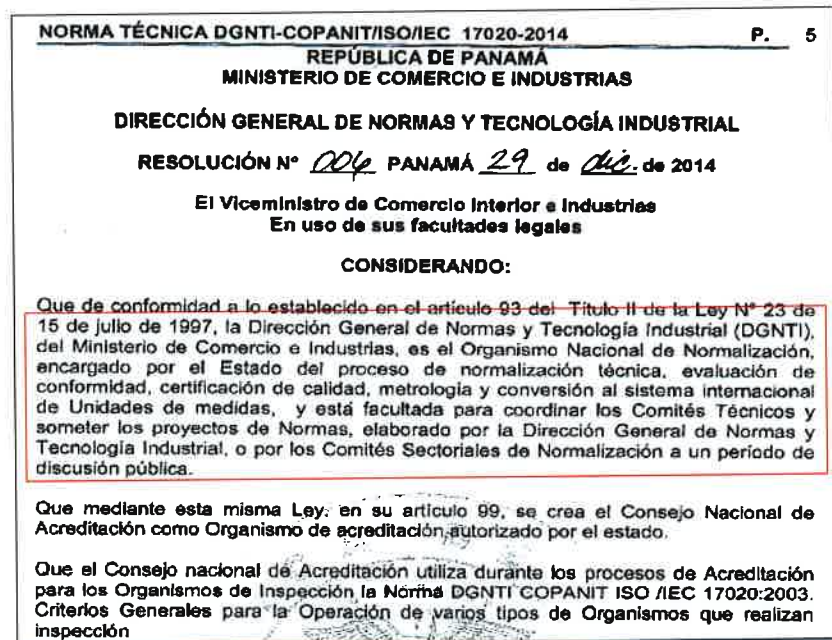 NORMA TÉCNICA DGNTI-COPANIT/ISO/IEC 17020-2014 P. 5
REPÚBLICA DE PANAMÁ
MINISTERIO DE COMERCIO E INDUSTRIAS
DIRECCIÓN GENERAL DE NORMAS Y TECNOLOGÍA INDUSTRIAL
RESOLUCIÓN N° 006 PANAMÁ 29 de dic. de 2014
El Viceministro de Comercio Interior e Industrias
En uso de sus facultades legales
CONSIDERANDO:
Que de conformidad a lo establecido en el artículo 93 del Título II de la Ley N° 23 de
15 de julio de 1997, la Dirección General de Normas y Tecnología Industrial (DGNTI),
del Ministerio de Comercio e Industrias, es el Organismo Nacional de Normalización,
encargado por el Estado del proceso de normalización técnica, evaluación de
conformidad, certificación de calidad, metrología y conversión al sistema internacional
de Unidades de medidas, y está facultada para coordinar los Comités Técnicos y
someter los proyectos de Normas, elaborado por la Dirección General de Normas y
Tecnología Industrial, o por los Comités Sectoriales de Normalización a un período de
discusión pública.
Que mediante esta misma Ley, en su artículo 99, se crea el Consejo Nacional de
Acreditación como Organismo de acreditación autorizado por el estado.
Que el Consejo nacional de Acreditación utiliza durante los procesos de Acreditación
para los Organismos de Inspección la Norma DGNTI COPANIT ISO /IEC 17020:2003.
Criterios Generales para la Operación de varios tipos de Organismos que realizan
inspección